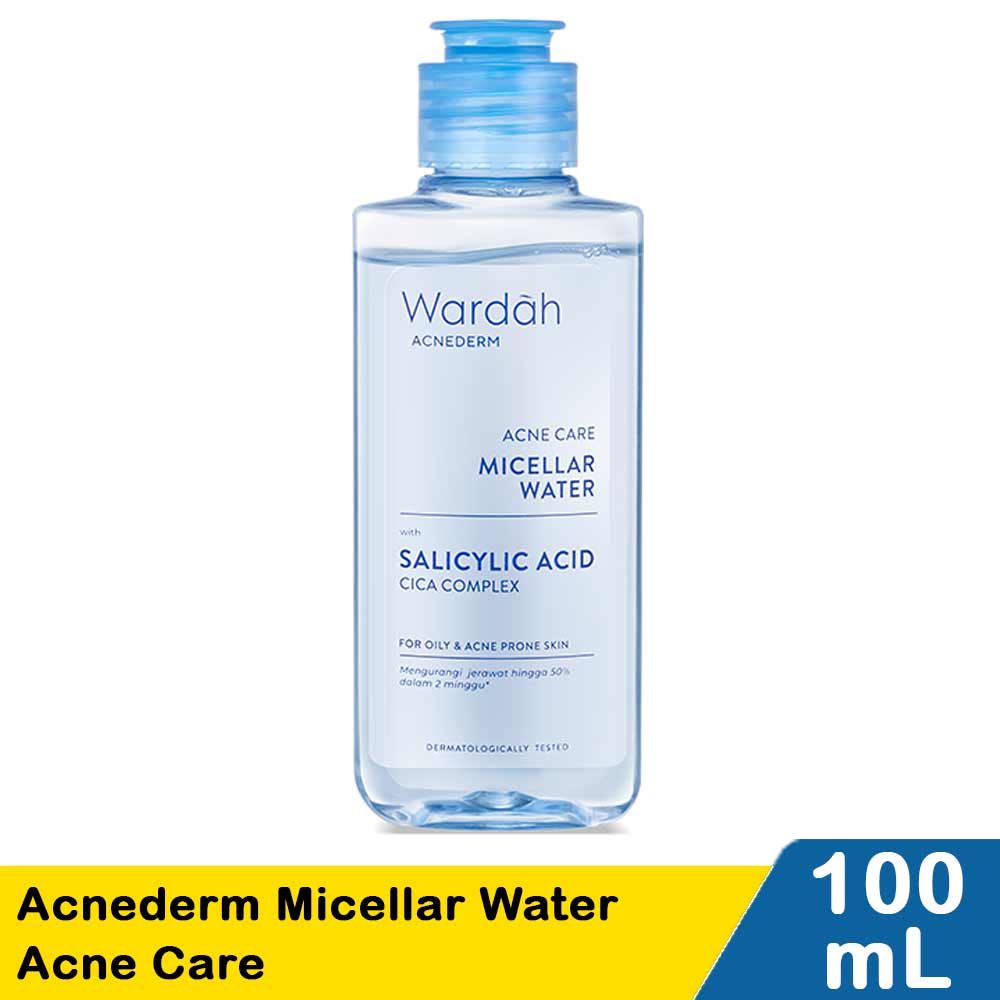 Wardàh
ACNEDERM
ACNE CARE
MICELLAR
WATER
with
SALICYLIC ACID
CICA COMPLEX
FOR OILY & ACNE PRONE SKIN
Mengurangi jerawat hingga 50%
dalam 2 minggu*
DERMATOLOGICALLY TESTED
Acnederm Micellar Water
Acne Care
100
mL